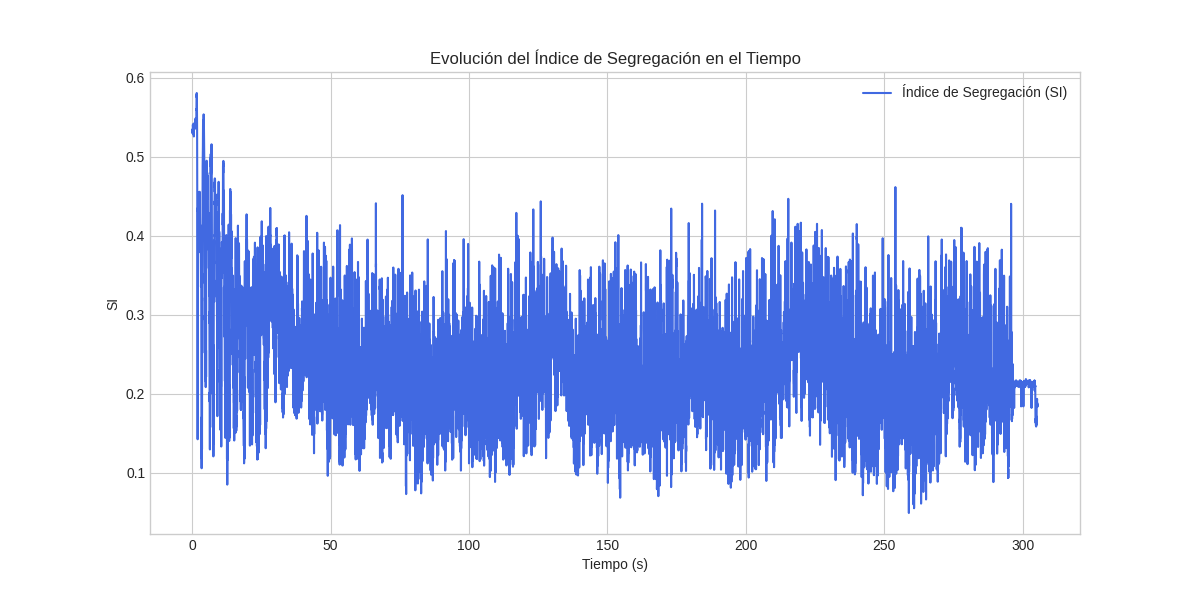 Evolución del Índice de Segregación en el Tiempo
0.6
Índice de Segregación (SI)
0.5
0.4
SI
0.3
0.2
0.1
0 50 100 150 200 250 300
Tiempo (s)